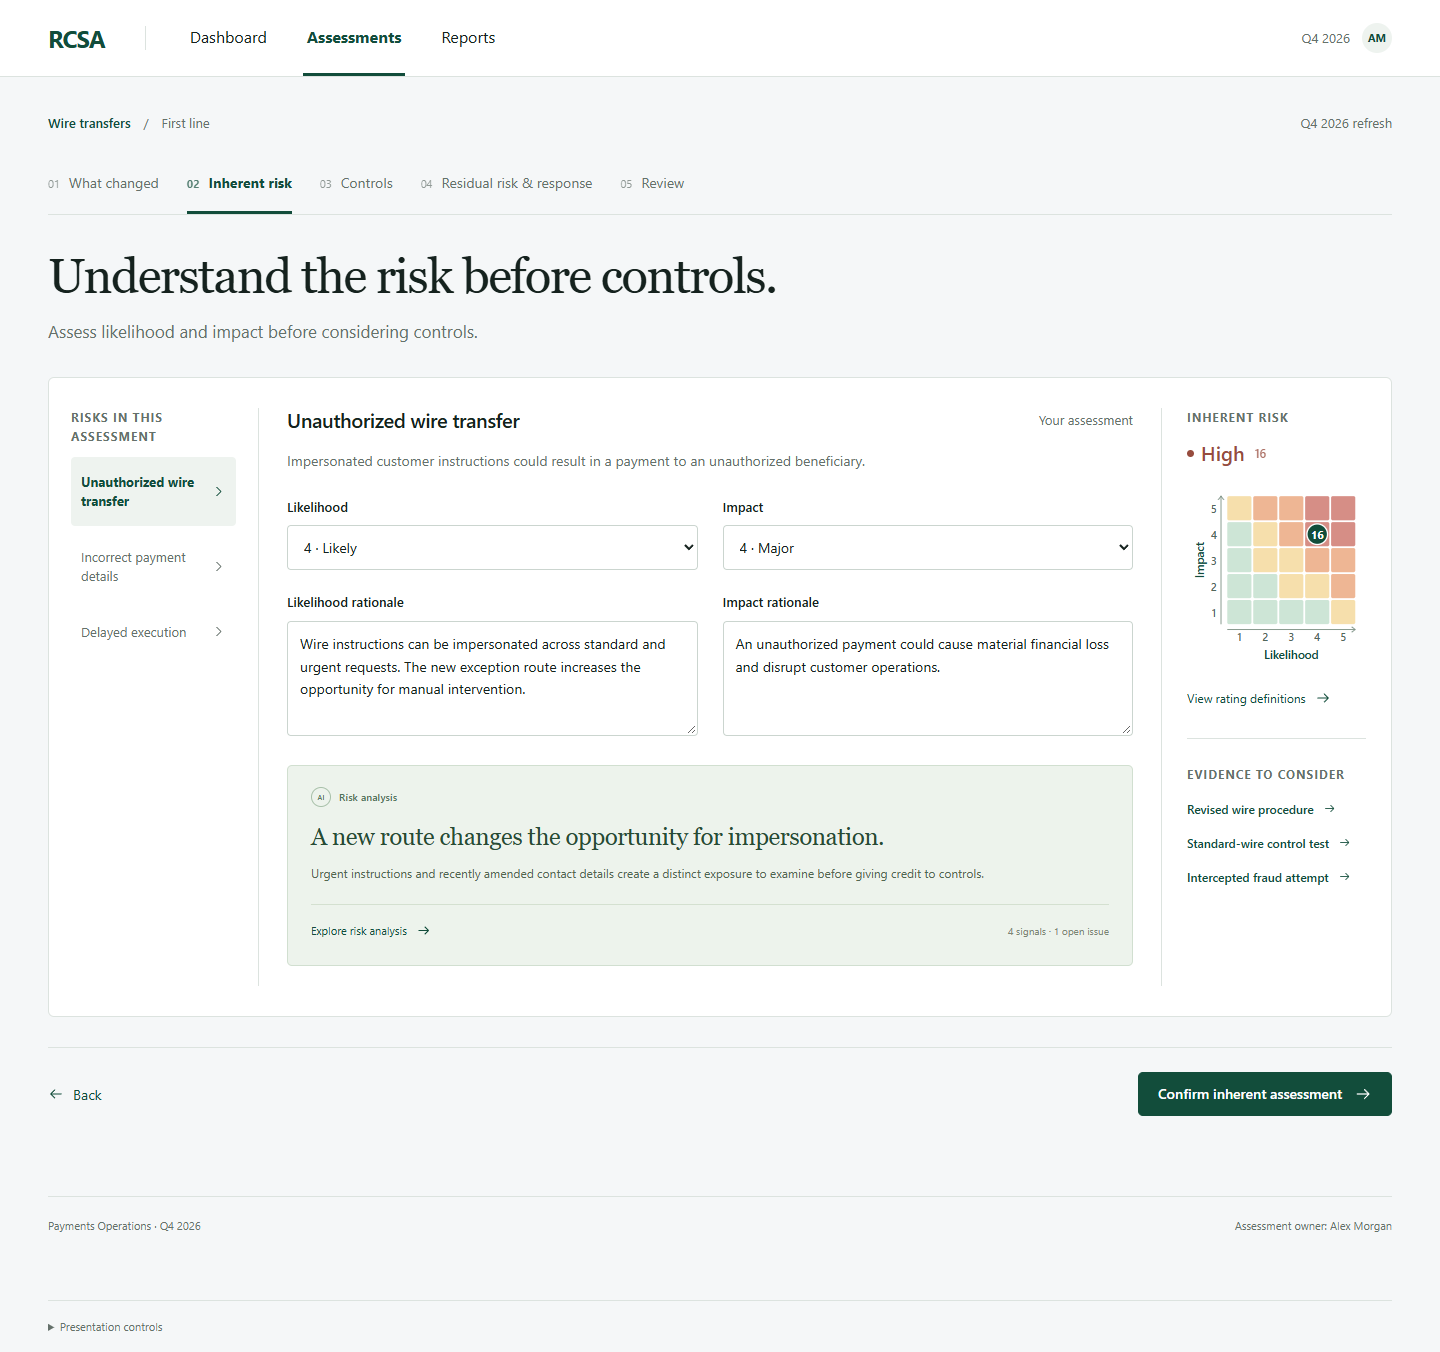 RCSA
Dashboard
Assessments
Reports
Q4 2026
AM
Wire transfers / First line
Q4 2026 refresh
01 What changed
02 Inherent risk
03 Controls
04 Residual risk & response
05 Review
Understand the risk before controls.
Assess likelihood and impact before considering controls.
RISKS IN THIS
ASSESSMENT
Unauthorized wire
transfer
Incorrect payment
details
Delayed execution
Unauthorized wire transfer
Your assessment
Impersonated customer instructions could result in a payment to an unauthorized beneficiary.
Likelihood
4 · Likely
Impact
4 · Major
Likelihood rationale
Wire instructions can be impersonated across standard and
urgent requests. The new exception route increases the
opportunity for manual intervention.
Impact rationale
An unauthorized payment could cause material financial loss
and disrupt customer operations.
AI Risk analysis
A new route changes the opportunity for impersonation.
Urgent instructions and recently amended contact details create a distinct exposure to examine before giving credit to controls.
Explore risk analysis →
4 signals · 1 open issue
INHERENT RISK
High 16
Impact
5
4
3
2
1
16
1 2 3 4 5
Likelihood
View rating definitions →
EVIDENCE TO CONSIDER
Revised wire procedure →
Standard-wire control test →
Intercepted fraud attempt →
← Back
Confirm inherent assessment →
Payments Operations · Q4 2026
Assessment owner: Alex Morgan
Presentation controls